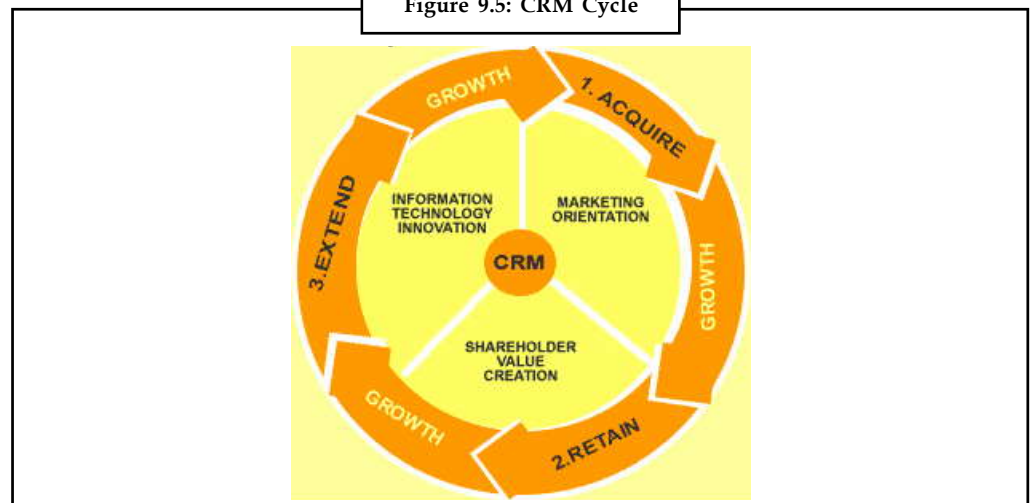 Figure 9.5: CRM Cycle
GROWTH
1. ACQUIRE
INFORMATION
TECHNOLOGY
INNOVATION
MARKETING
ORIENTATION
CRM
3.EXTEND
GROWTH
SHAREHOLDER
VALUE
CREATION
GROWTH
2.RETAIN